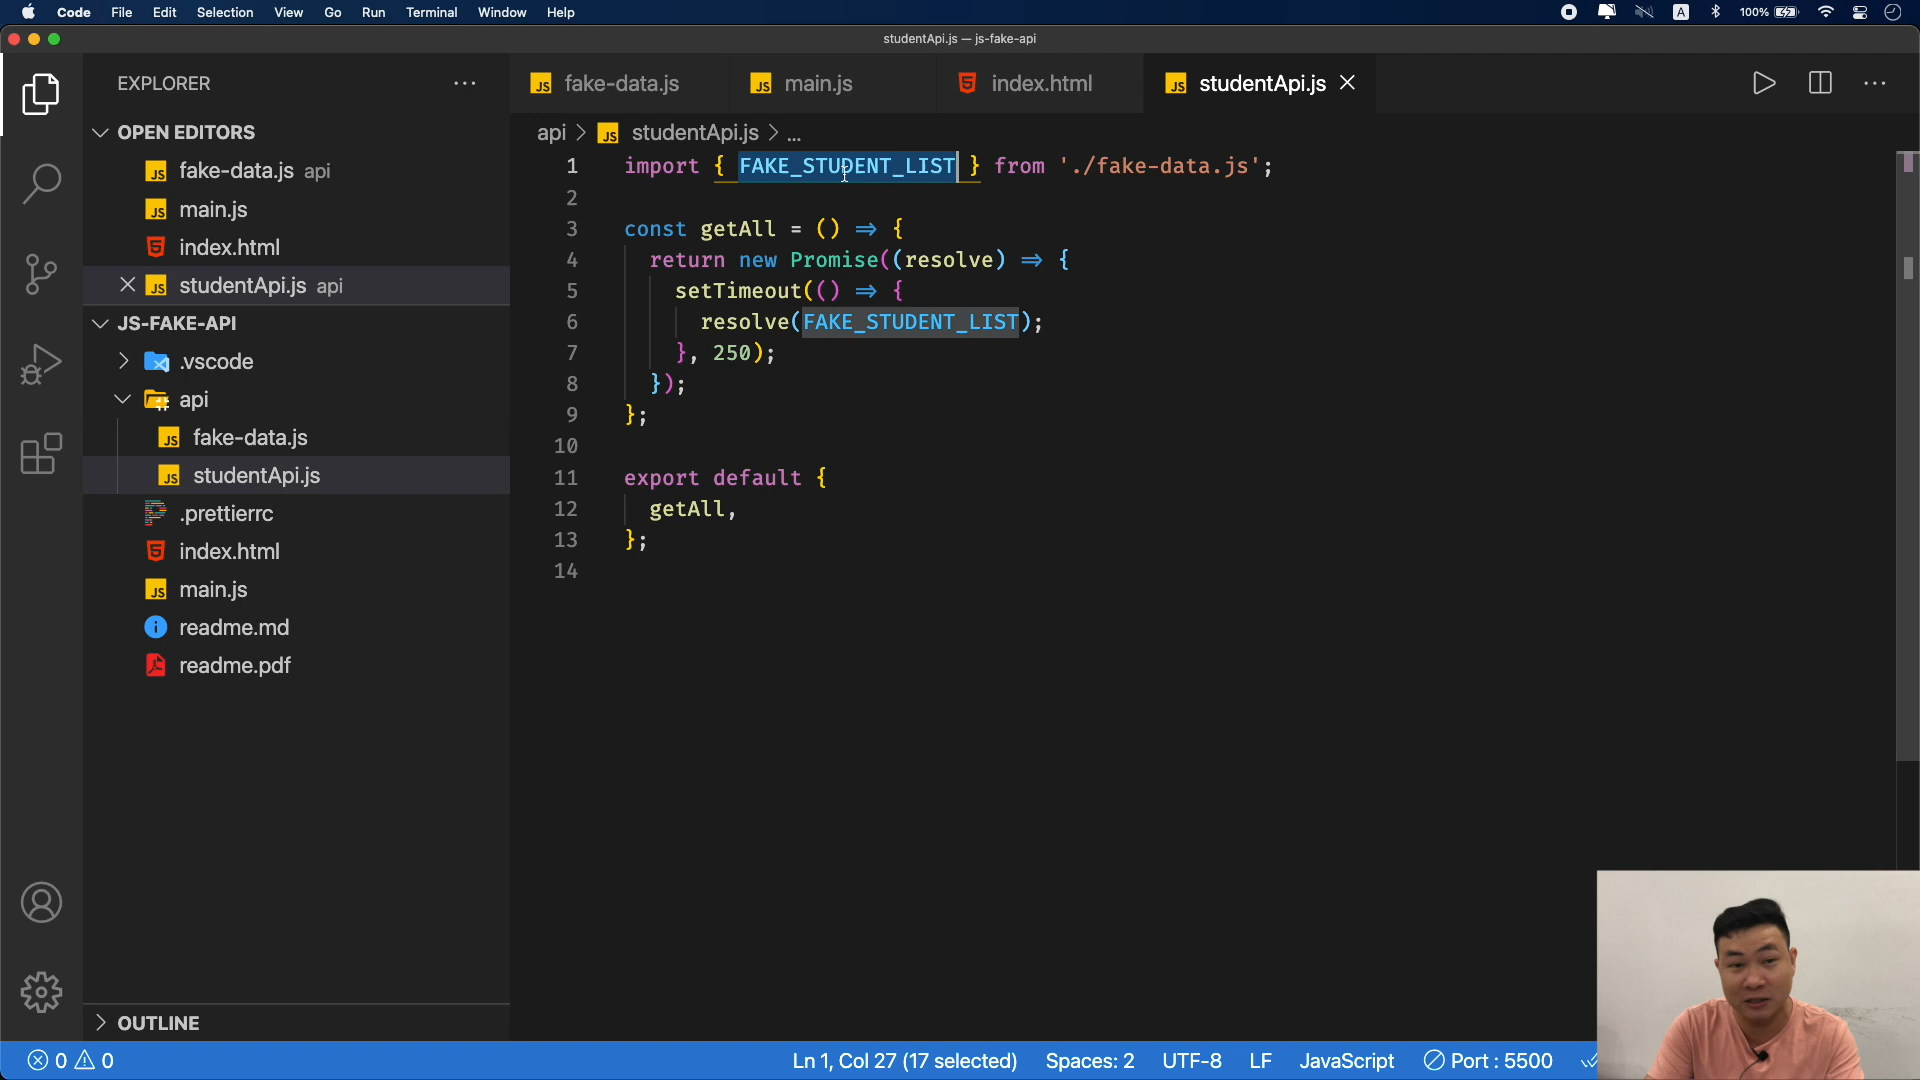 Code File Edit Selection View Go Run Terminal Window Help A 100%
studentApi.js — js-fake-api
EXPLORER
OPEN EDITORS
fake-data.js api
main.js
index.html
studentApi.js api
JS-FAKE-API
.vscode
api
fake-data.js
studentApi.js
.prettierrc
index.html
main.js
readme.md
readme.pdf
OUTLINE
fake-data.js main.js index.html studentApi.js
api > studentApi.js > ...
1 import { FAKE_STUDENT_LIST } from './fake-data.js';
2
3 const getAll = () ⇒ {
4 return new Promise((resolve) ⇒ {
5 setTimeout(() ⇒ {
6 resolve(FAKE_STUDENT_LIST);
7 }, 250);
8 });
9 };
10
11 export default {
12 getAll,
13 };
14
0 0 Ln 1, Col 27 (17 selected) Spaces: 2 UTF-8 LF JavaScript Port : 5500